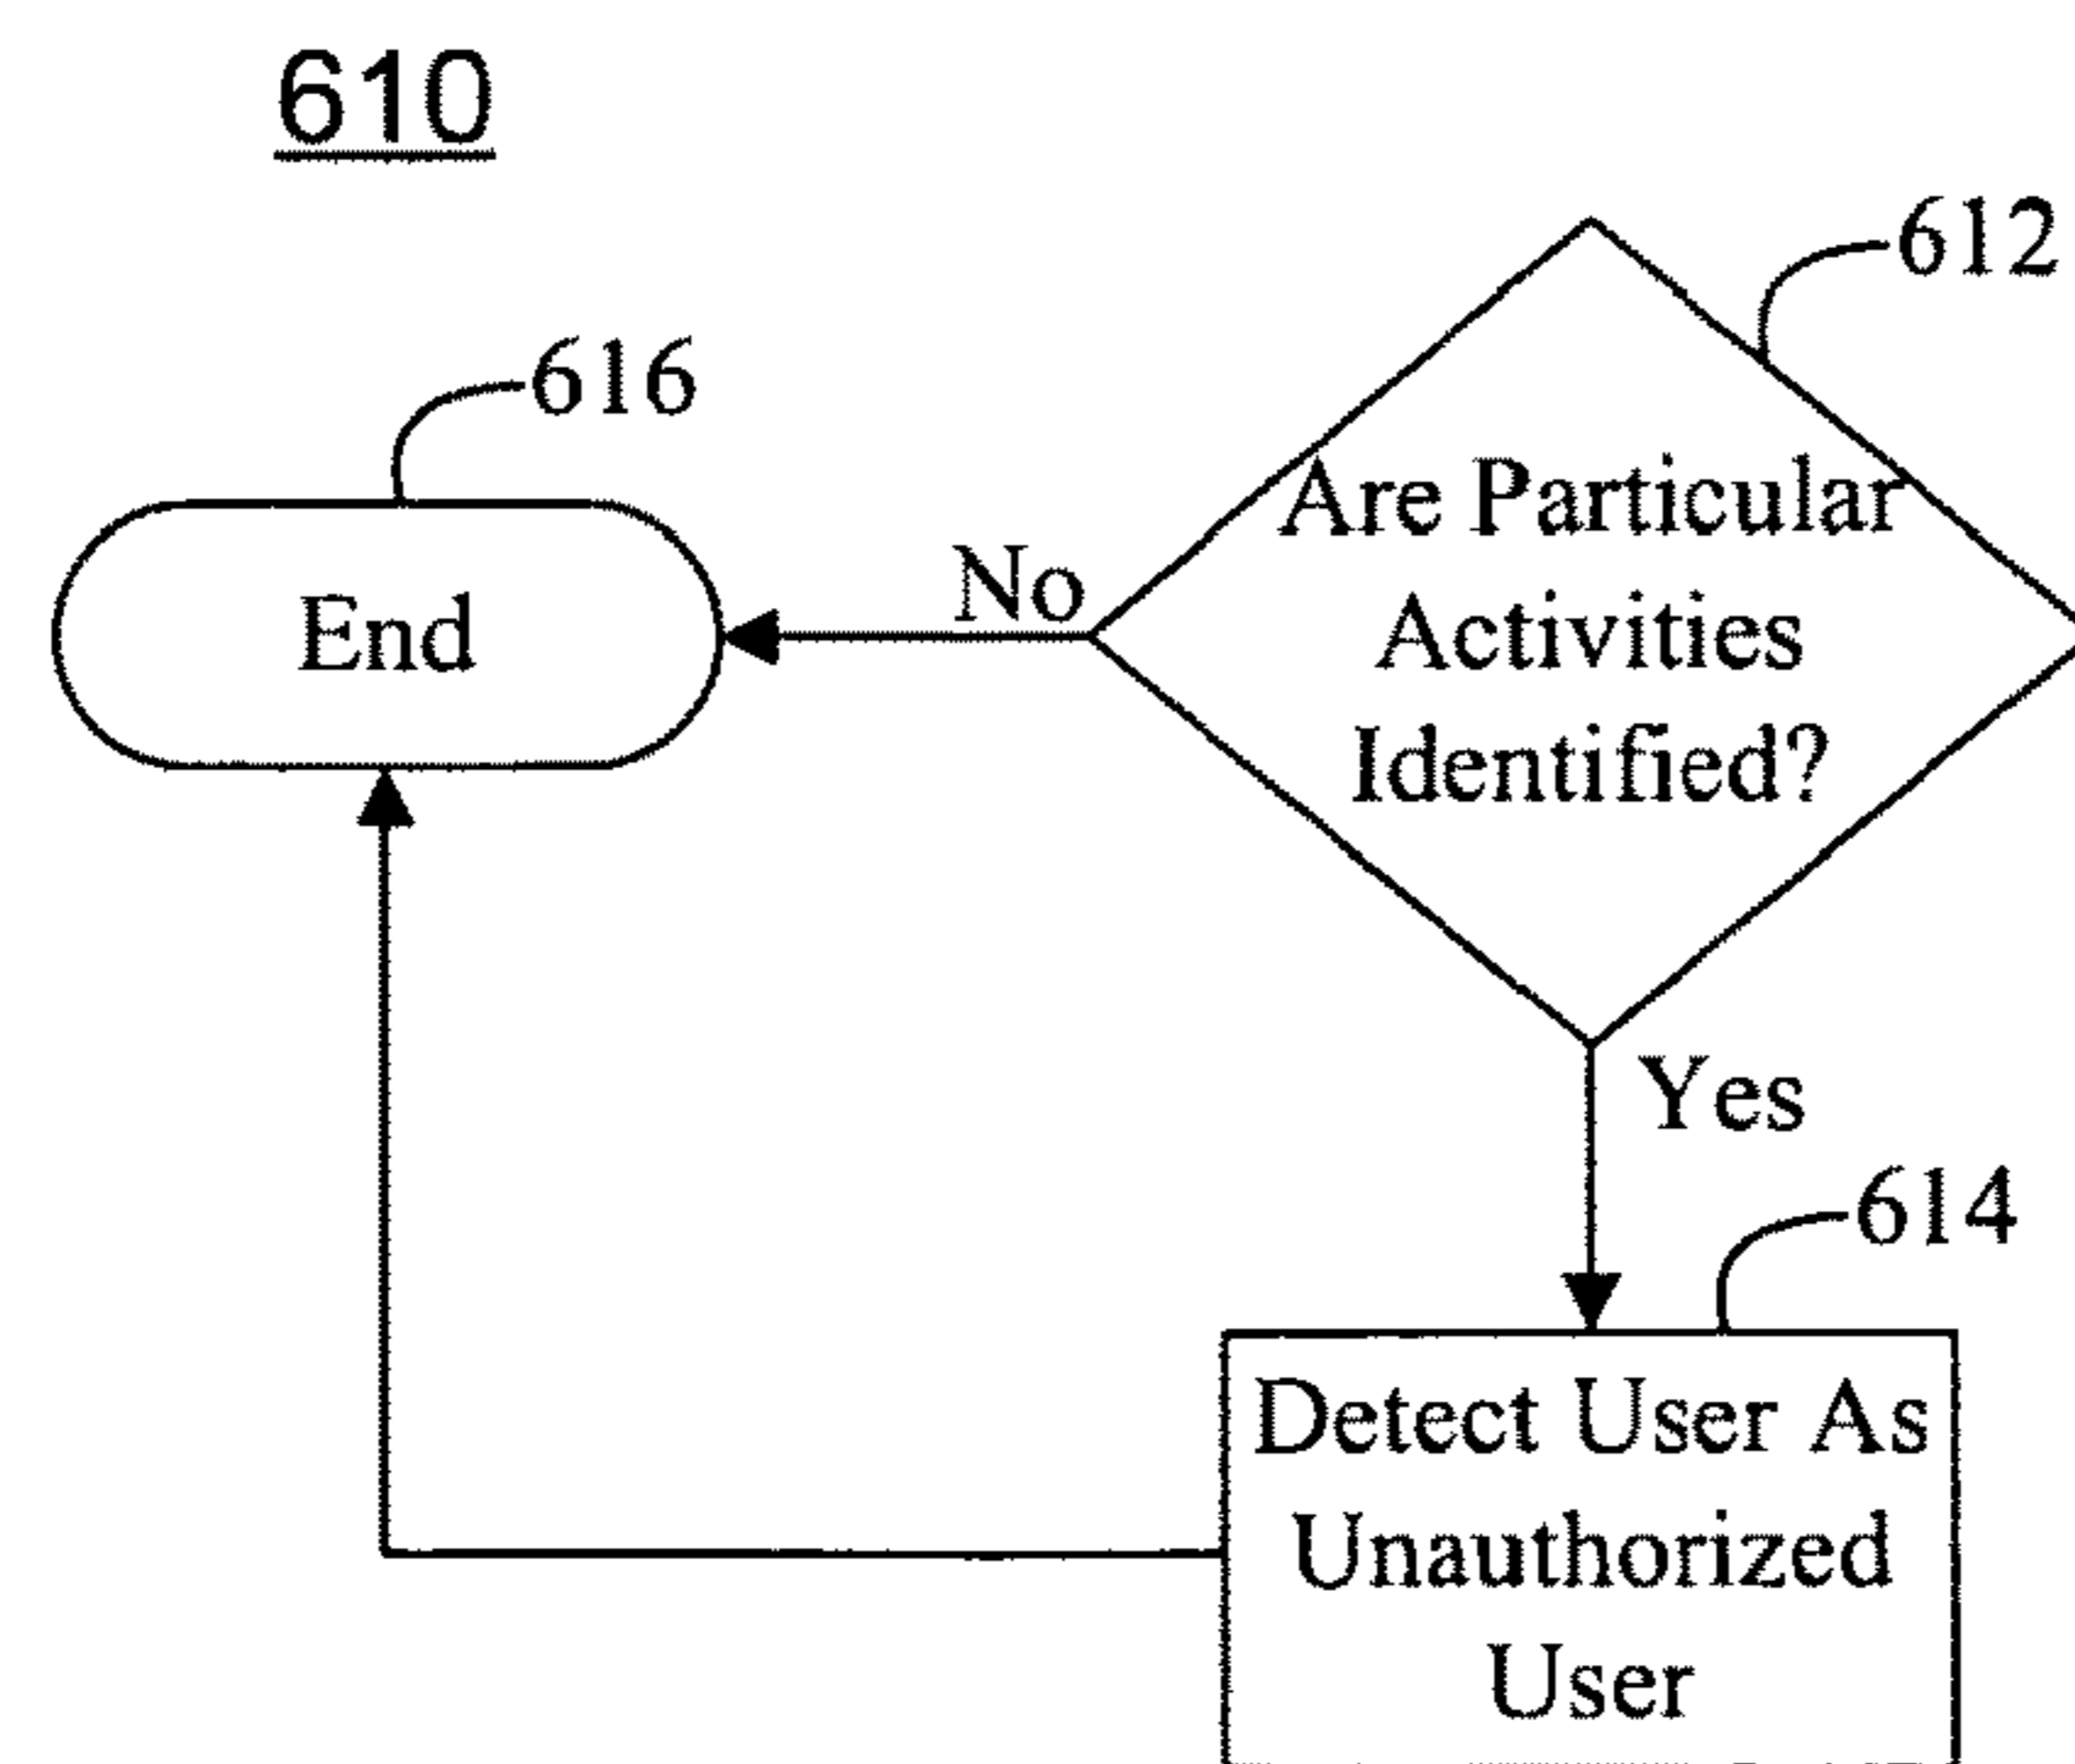 610
612
616
Are Particular
Activities
Identified?
No
End
Yes
614
Detect User As
Unauthorized
User